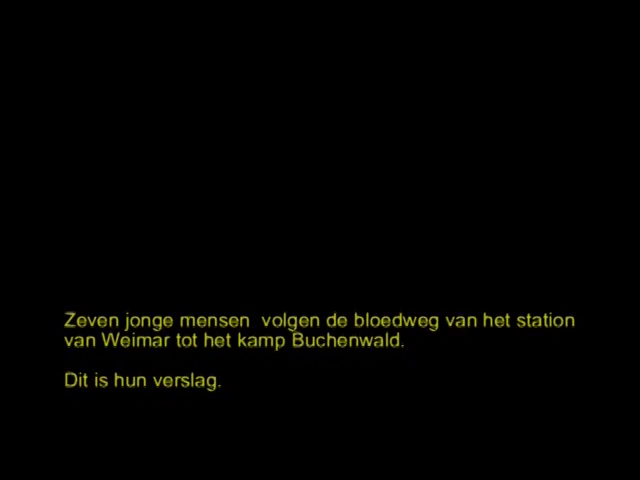 Zeven jonge mensen  volgen de bloedweg van het station
van Weimar tot het kamp Buchenwald.
Dit is hun verslag.